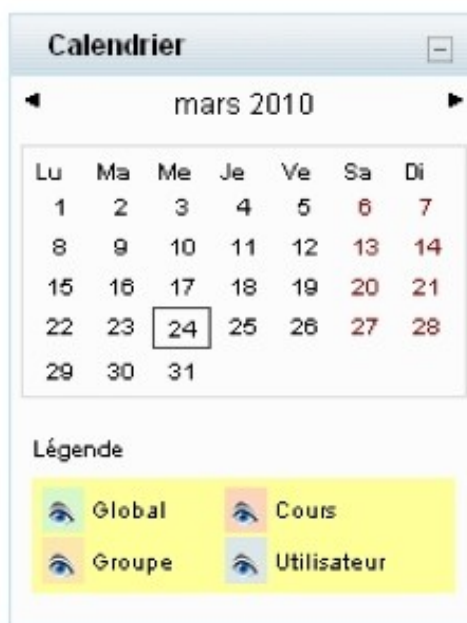 Calendrier
mars 2010
Lu Ma Me Je Ve Sa Di
1 2 3 4 5 6 7
8 9 10 11 12 13 14
15 16 17 18 19 20 21
22 23 24 25 26 27 28
29 30 31
Légende
Global Cours
Groupe Utilisateur